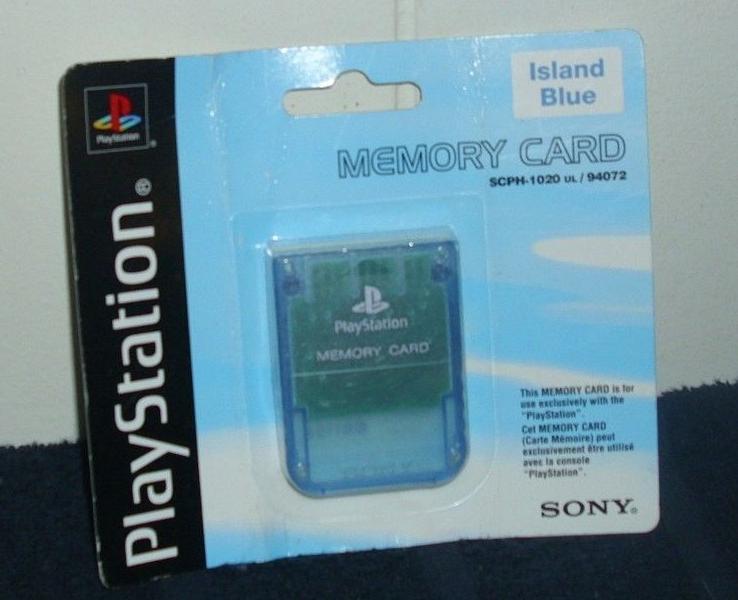 PlayStation
PlayStation®
Island
Blue
MEMORY CARD
SCPH-1020 UL / 94072
PlayStation
MEMORY CARD
SONY
This MEMORY CARD is for
use exclusively with the
"PlayStation".
Cet MEMORY CARD
(Carte Mémoire) peut
exclusivement être utilisé
avec la console
"PlayStation".
SONY®